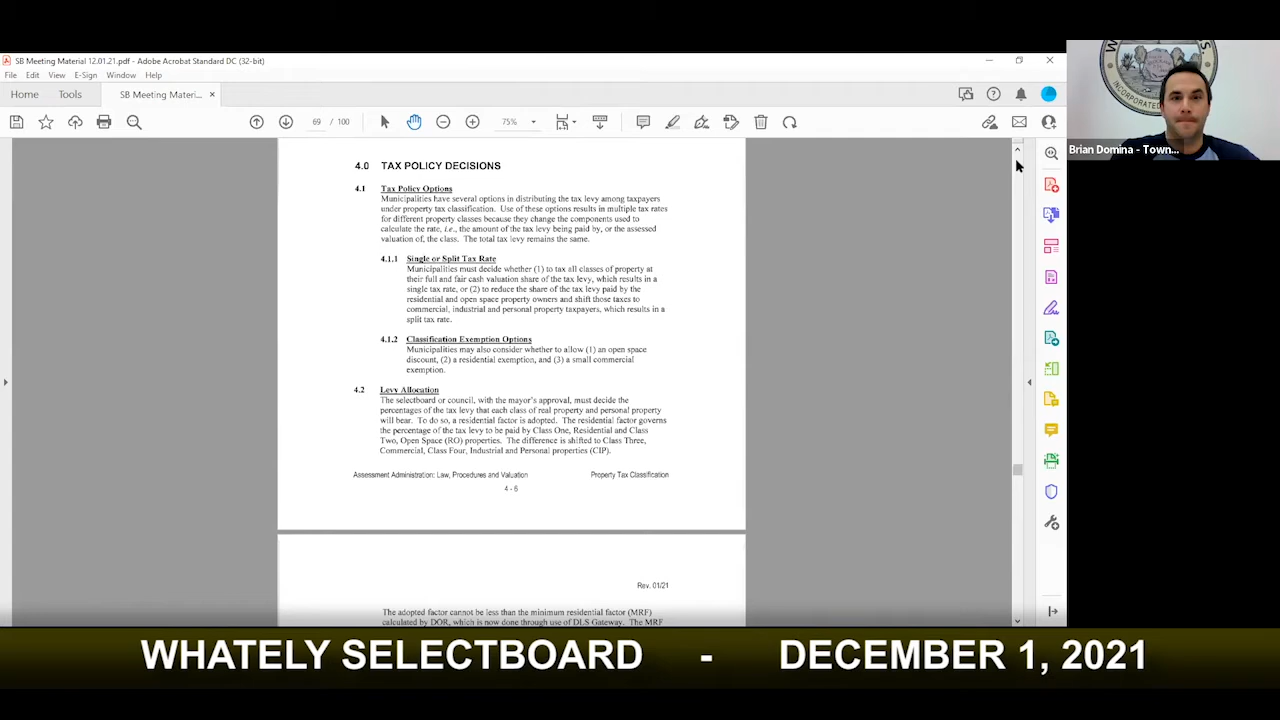 SB Meeting Material 12.01.21.pdf - Adobe Acrobat Standard DC (32-bit)
File Edit View E-Sign Window Help
Home Tools SB Meeting Materi... ×
69 / 100 75%
4.0 TAX POLICY DECISIONS
4.1 Tax Policy Options
Municipalities have several options in distributing the tax levy among taxpayers
under property tax classification. Use of these options results in multiple tax rates
for different property classes because they change the components used to
calculate the rate, i.e., the amount of the tax levy being paid by, or the assessed
valuation of, the class. The total tax levy remains the same.
4.1.1 Single or Split Tax Rate
Municipalities must decide whether (1) to tax all classes of property at
their full and fair cash valuation share of the tax levy, which results in a
single tax rate, or (2) to reduce the share of the tax levy paid by the
residential and open space property owners and shift those taxes to
commercial, industrial and personal property taxpayers, which results in a
split tax rate.
4.1.2 Classification Exemption Options
Municipalities may also consider whether to allow (1) an open space
discount, (2) a residential exemption, and (3) a small commercial
exemption.
4.2 Levy Allocation
The selectboard or council, with the mayor's approval, must decide the
percentages of the tax levy that each class of real property and personal property
will bear. To do so, a residential factor is adopted. The residential factor governs
the percentage of the tax levy to be paid by Class One, Residential and Class
Two, Open Space (RO) properties. The difference is shifted to Class Three,
Commercial, Class Four, Industrial and Personal properties (CIP).
Assessment Administration: Law, Procedures and Valuation Property Tax Classification
4 - 6
Rev. 01/21
The adopted factor cannot be less than the minimum residential factor (MRF)
calculated by DOR, which is now done through use of DLS Gateway. The MRF
INCORPORATED
Brian Domina - Town...
WHATELY SELECTBOARD - DECEMBER 1, 2021